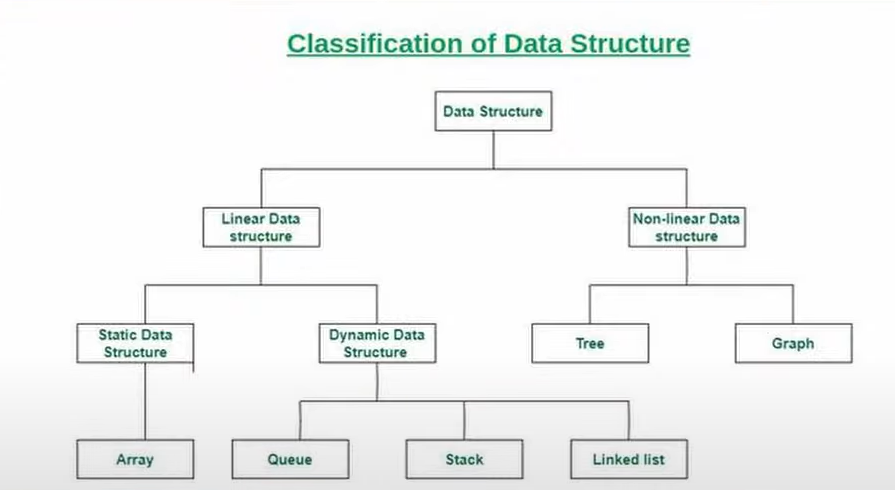 Classification of Data Structure
Data Structure
Linear Data
structure
Non-linear Data
structure
Static Data
Structure
Dynamic Data
Structure
Tree
Graph
Array
Queue
Stack
Linked list